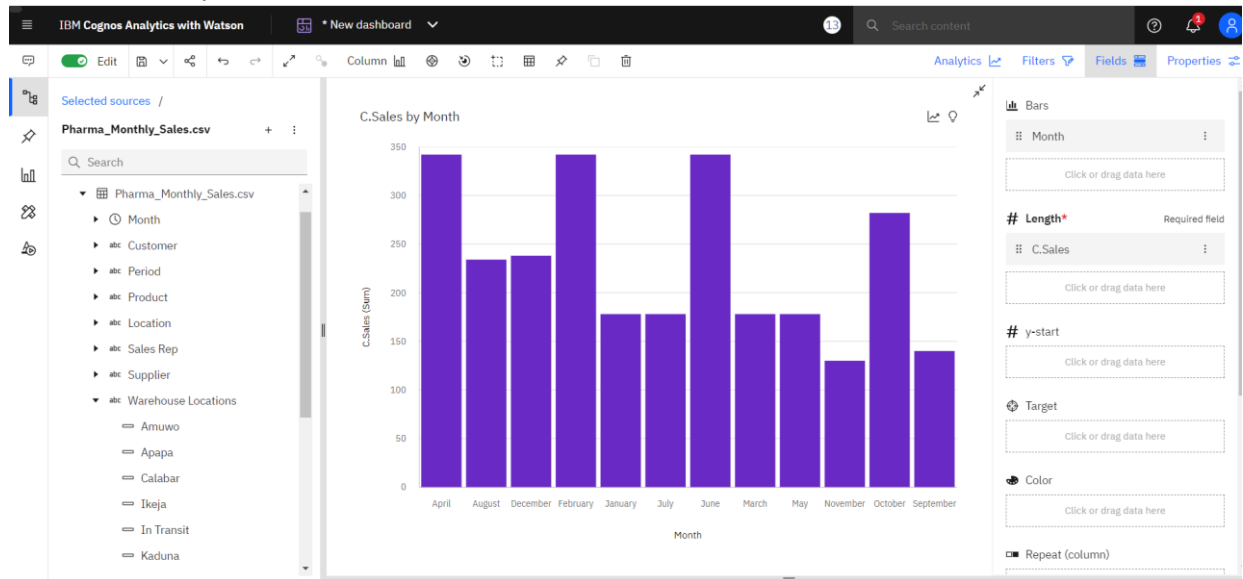 IBM Cognos Analytics with Watson
* New dashboard
13
Search content
1
Edit
Column
Analytics
Filters
Fields
Properties
Selected sources /
Pharma_Monthly_Sales.csv
Search
Pharma_Monthly_Sales.csv
Month
abc Customer
abc Period
abc Product
abc Location
abc Sales Rep
abc Supplier
abc Warehouse Locations
Amuwo
Apapa
Calabar
Ikeja
In Transit
Kaduna
C.Sales by Month
350
300
250
200
150
100
50
0
C.Sales (Sum)
April August December February January July June March May November October September
Month
Bars
Month
Click or drag data here
# Length* Required field
C.Sales
Click or drag data here
# y-start
Click or drag data here
Target
Click or drag data here
Color
Click or drag data here
Repeat (column)